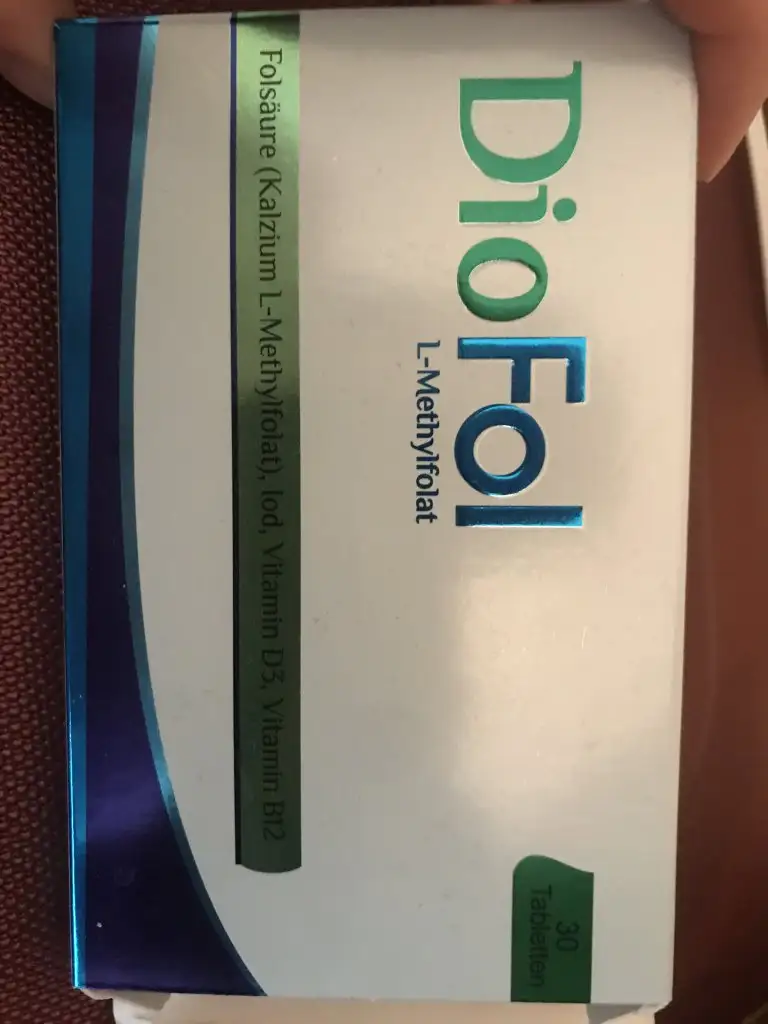 DioFol
L-Methylfolat
Folsäure (Kalzium L-Methylfolat), Iod, Vitamin D3, Vitamin B12
30
Tabletten